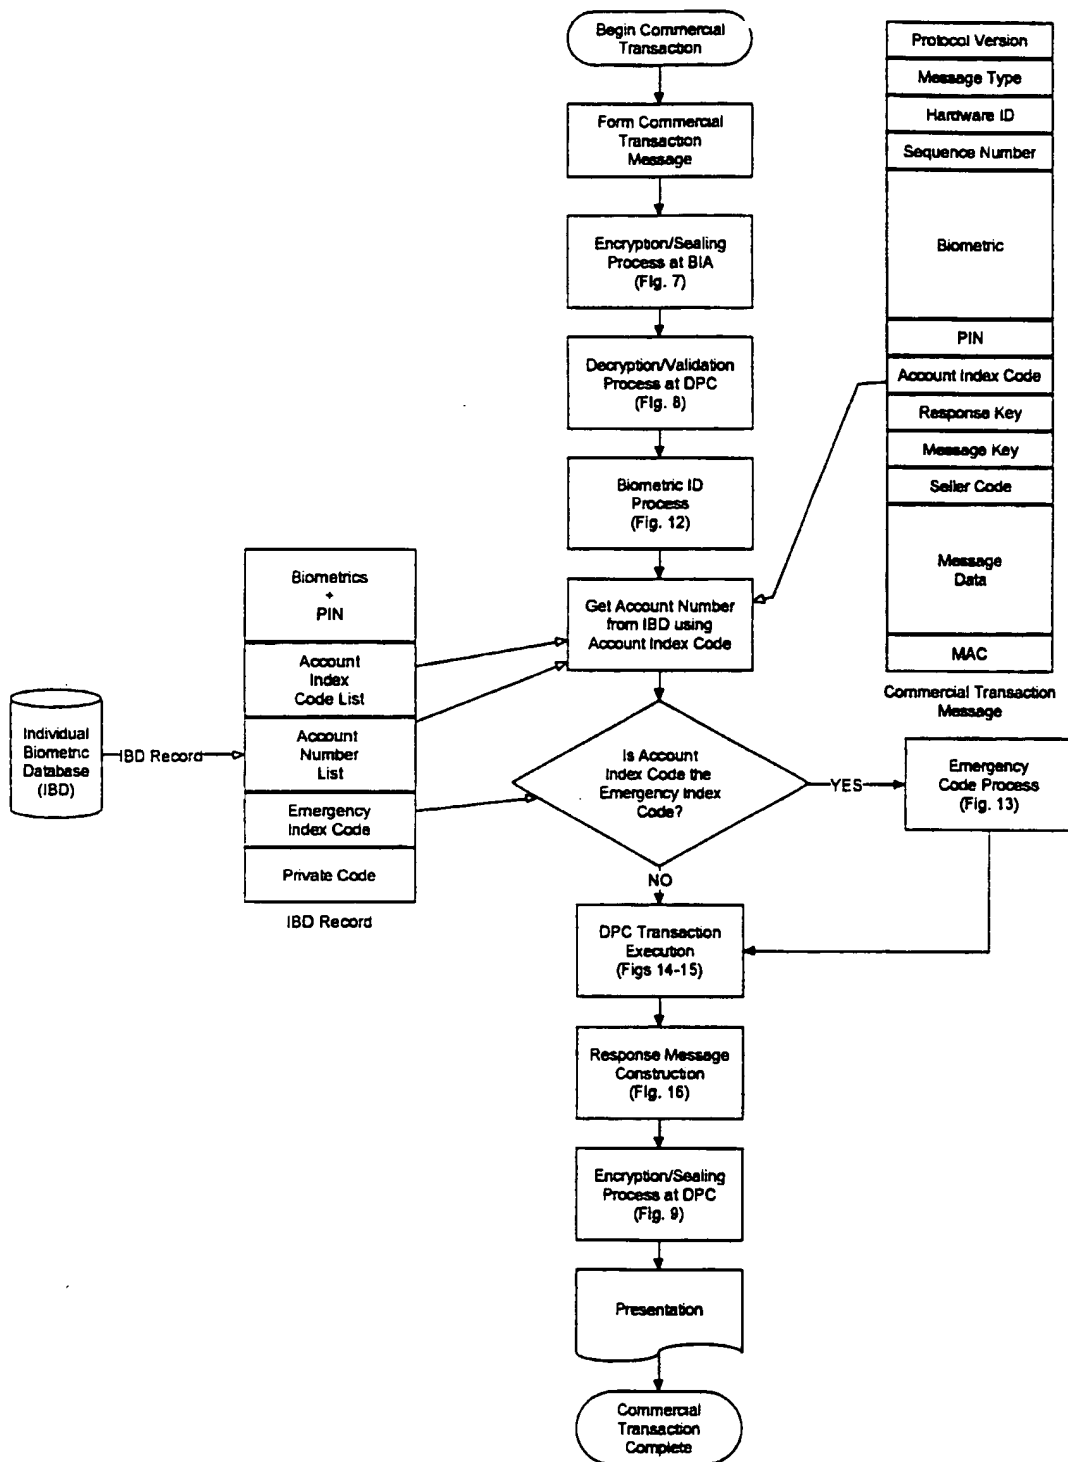 Begin Commercial
Transaction
Form Commercial
Transaction
Message
Encryption/Sealing
Process at BIA
(Fig. 7)
Decryption/Validation
Process at DPC
(Fig. 8)
Biometric ID
Process
(Fig. 12)
Get Account Number
from IBD using
Account Index Code
Is Account
Index Code the
Emergency Index
Code?
YES
NO
Emergency
Code Process
(Fig. 13)
DPC Transaction
Execution
(Figs 14-15)
Response Message
Construction
(Fig. 16)
Encryption/Sealing
Process at DPC
(Fig. 9)
Presentation
Commercial
Transaction
Complete
Protocol Version
Message Type
Hardware ID
Sequence Number
Biometric
PIN
Account Index Code
Response Key
Message Key
Seller Code
Message
Data
MAC
Commercial Transaction
Message
Individual
Biometric
Database
(IBD)
IBD Record
Biometrics
+
PIN
Account
Index
Code List
Account
Number
List
Emergency
Index Code
Private Code
IBD Record